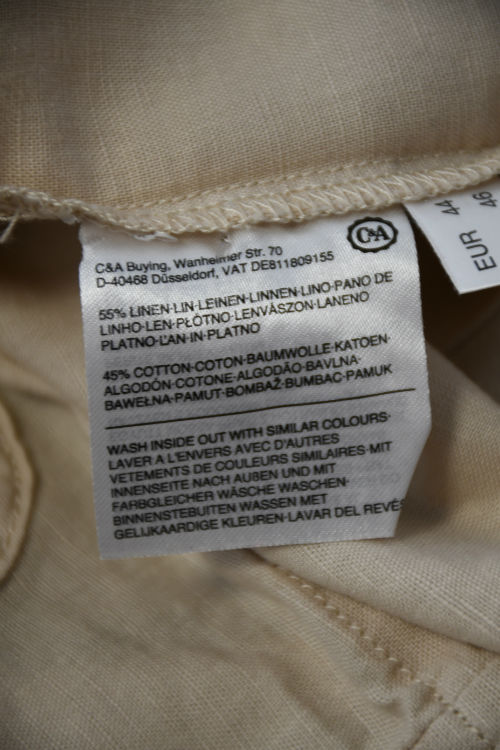 C&A
C&A Buying, Wanheimer Str. 70
D-40468 Düsseldorf, VAT DE811809155
55% LINEN·LIN·LEINEN·LINNEN·LINO·PANO DE
LINHO·LEN·PŁÓTNO·LENVÁSZON·LANENO
PLATNO·ĽAN·IN·PLATNO
45% COTTON·COTON·BAUMWOLLE·KATOEN·
ALGODÓN·COTONE·ALGODÃO·BAVLNA·
BAWEŁNA·PAMUT·BOMBAŽ·BUMBAC·PAMUK
WASH INSIDE OUT WITH SIMILAR COLOURS·
LAVER A L'ENVERS AVEC D'AUTRES
VETEMENTS DE COULEURS SIMILAIRES·MIT
INNENSEITE NACH AUßEN UND MIT
FARBGLEICHER WÄSCHE WASCHEN·
BINNENSTEBUITEN WASSEN MET
GELIJKAARDIGE KLEUREN·LAVAR DEL REVÉS
EUR 44
46